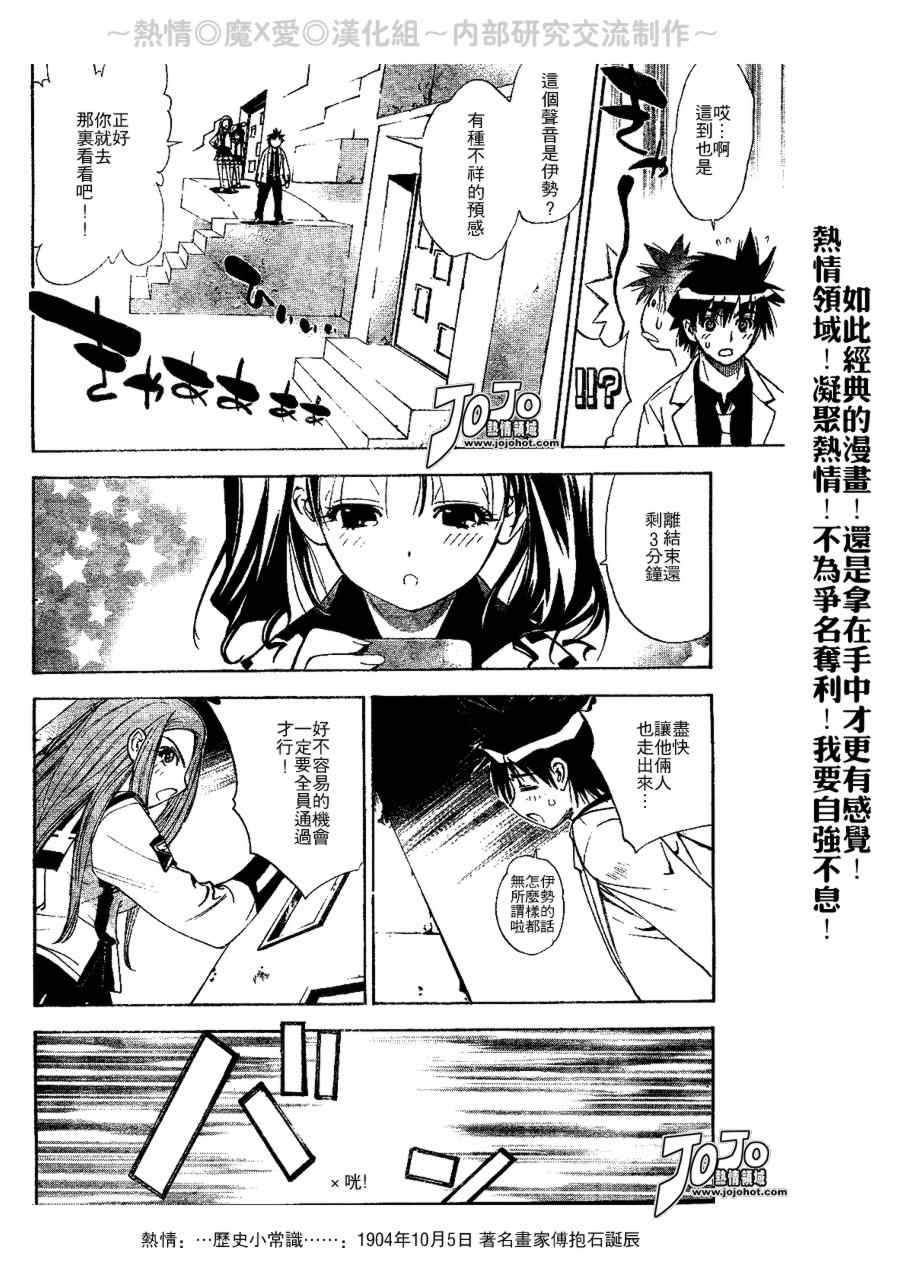 ～熱情◎魔X愛◎漢化組～内部研究交流制作～
哎…啊
這到也是
!!?
這個聲音是伊勢？
有種不祥的預感
正好
你就去
那裏看看吧！
きゃあぁあぁ
JOJO
熱情領域
www.jojohot.com
離結束還
剩3分鐘
盡快
讓他倆人
也走出來…
伊勢的話
怎麼樣都
無所謂啦
好不容易的機會
一定要全員通過
才行！
バン
×咣!
JOJO
熱情領域
www.jojohot.com
如此經典的漫畫！還是拿在手中才更有感覺！
熱情領域！凝聚熱情！不為爭名奪利！我要自強不息！
熱情：…歷史小常識……：1904年10月5日 著名畫家傅抱石誕辰